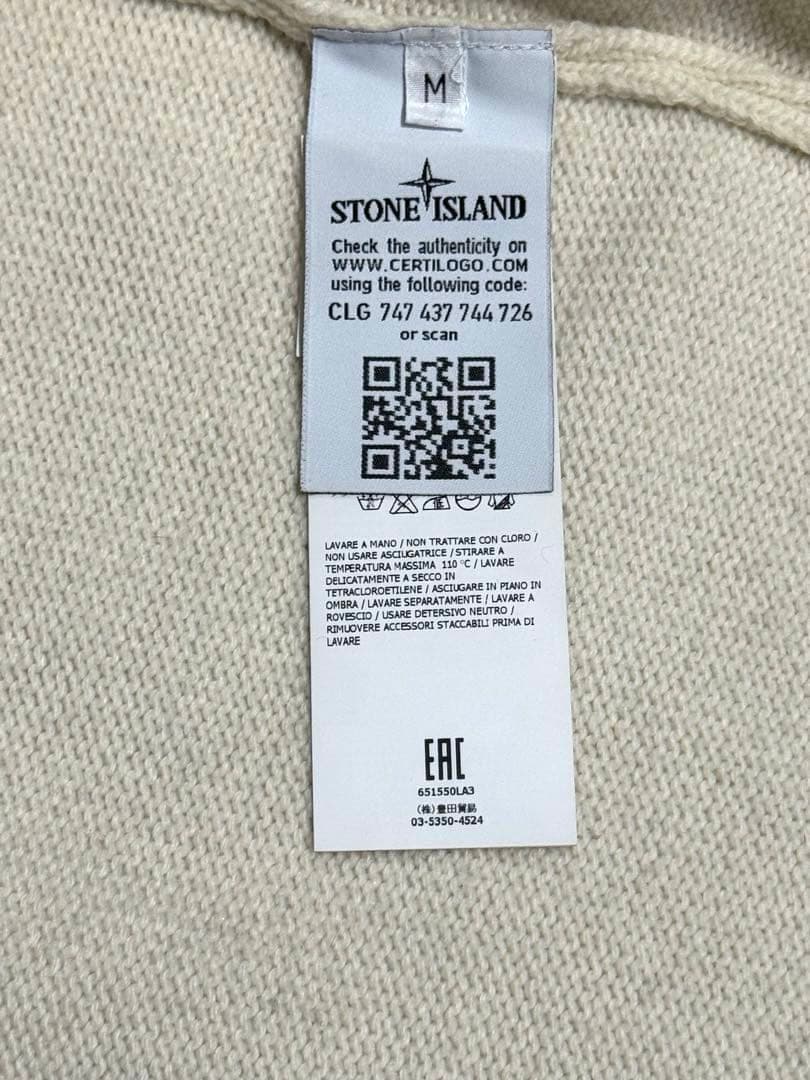 M
STONE ISLAND
Check the authenticity on
WWW.CERTILOGO.COM
using the following code:
CLG 747 437 744 726
or scan
LAVARE A MANO / NON TRATTARE CON CLORO /
NON USARE ASCIUGATRICE / STIRARE A
TEMPERATURA MASSIMA 110 °C / LAVARE
DELICATAMENTE A SECCO IN
TETRACLOROETILENE / ASCIUGARE IN PIANO IN
OMBRA / LAVARE SEPARATAMENTE / LAVARE A
ROVESCIO / USARE DETERSIVO NEUTRO /
RIMUOVERE ACCESSORI STACCABILI PRIMA DI
LAVARE
EAC
651550LA3
(株)豊田貿易
03-5350-4524